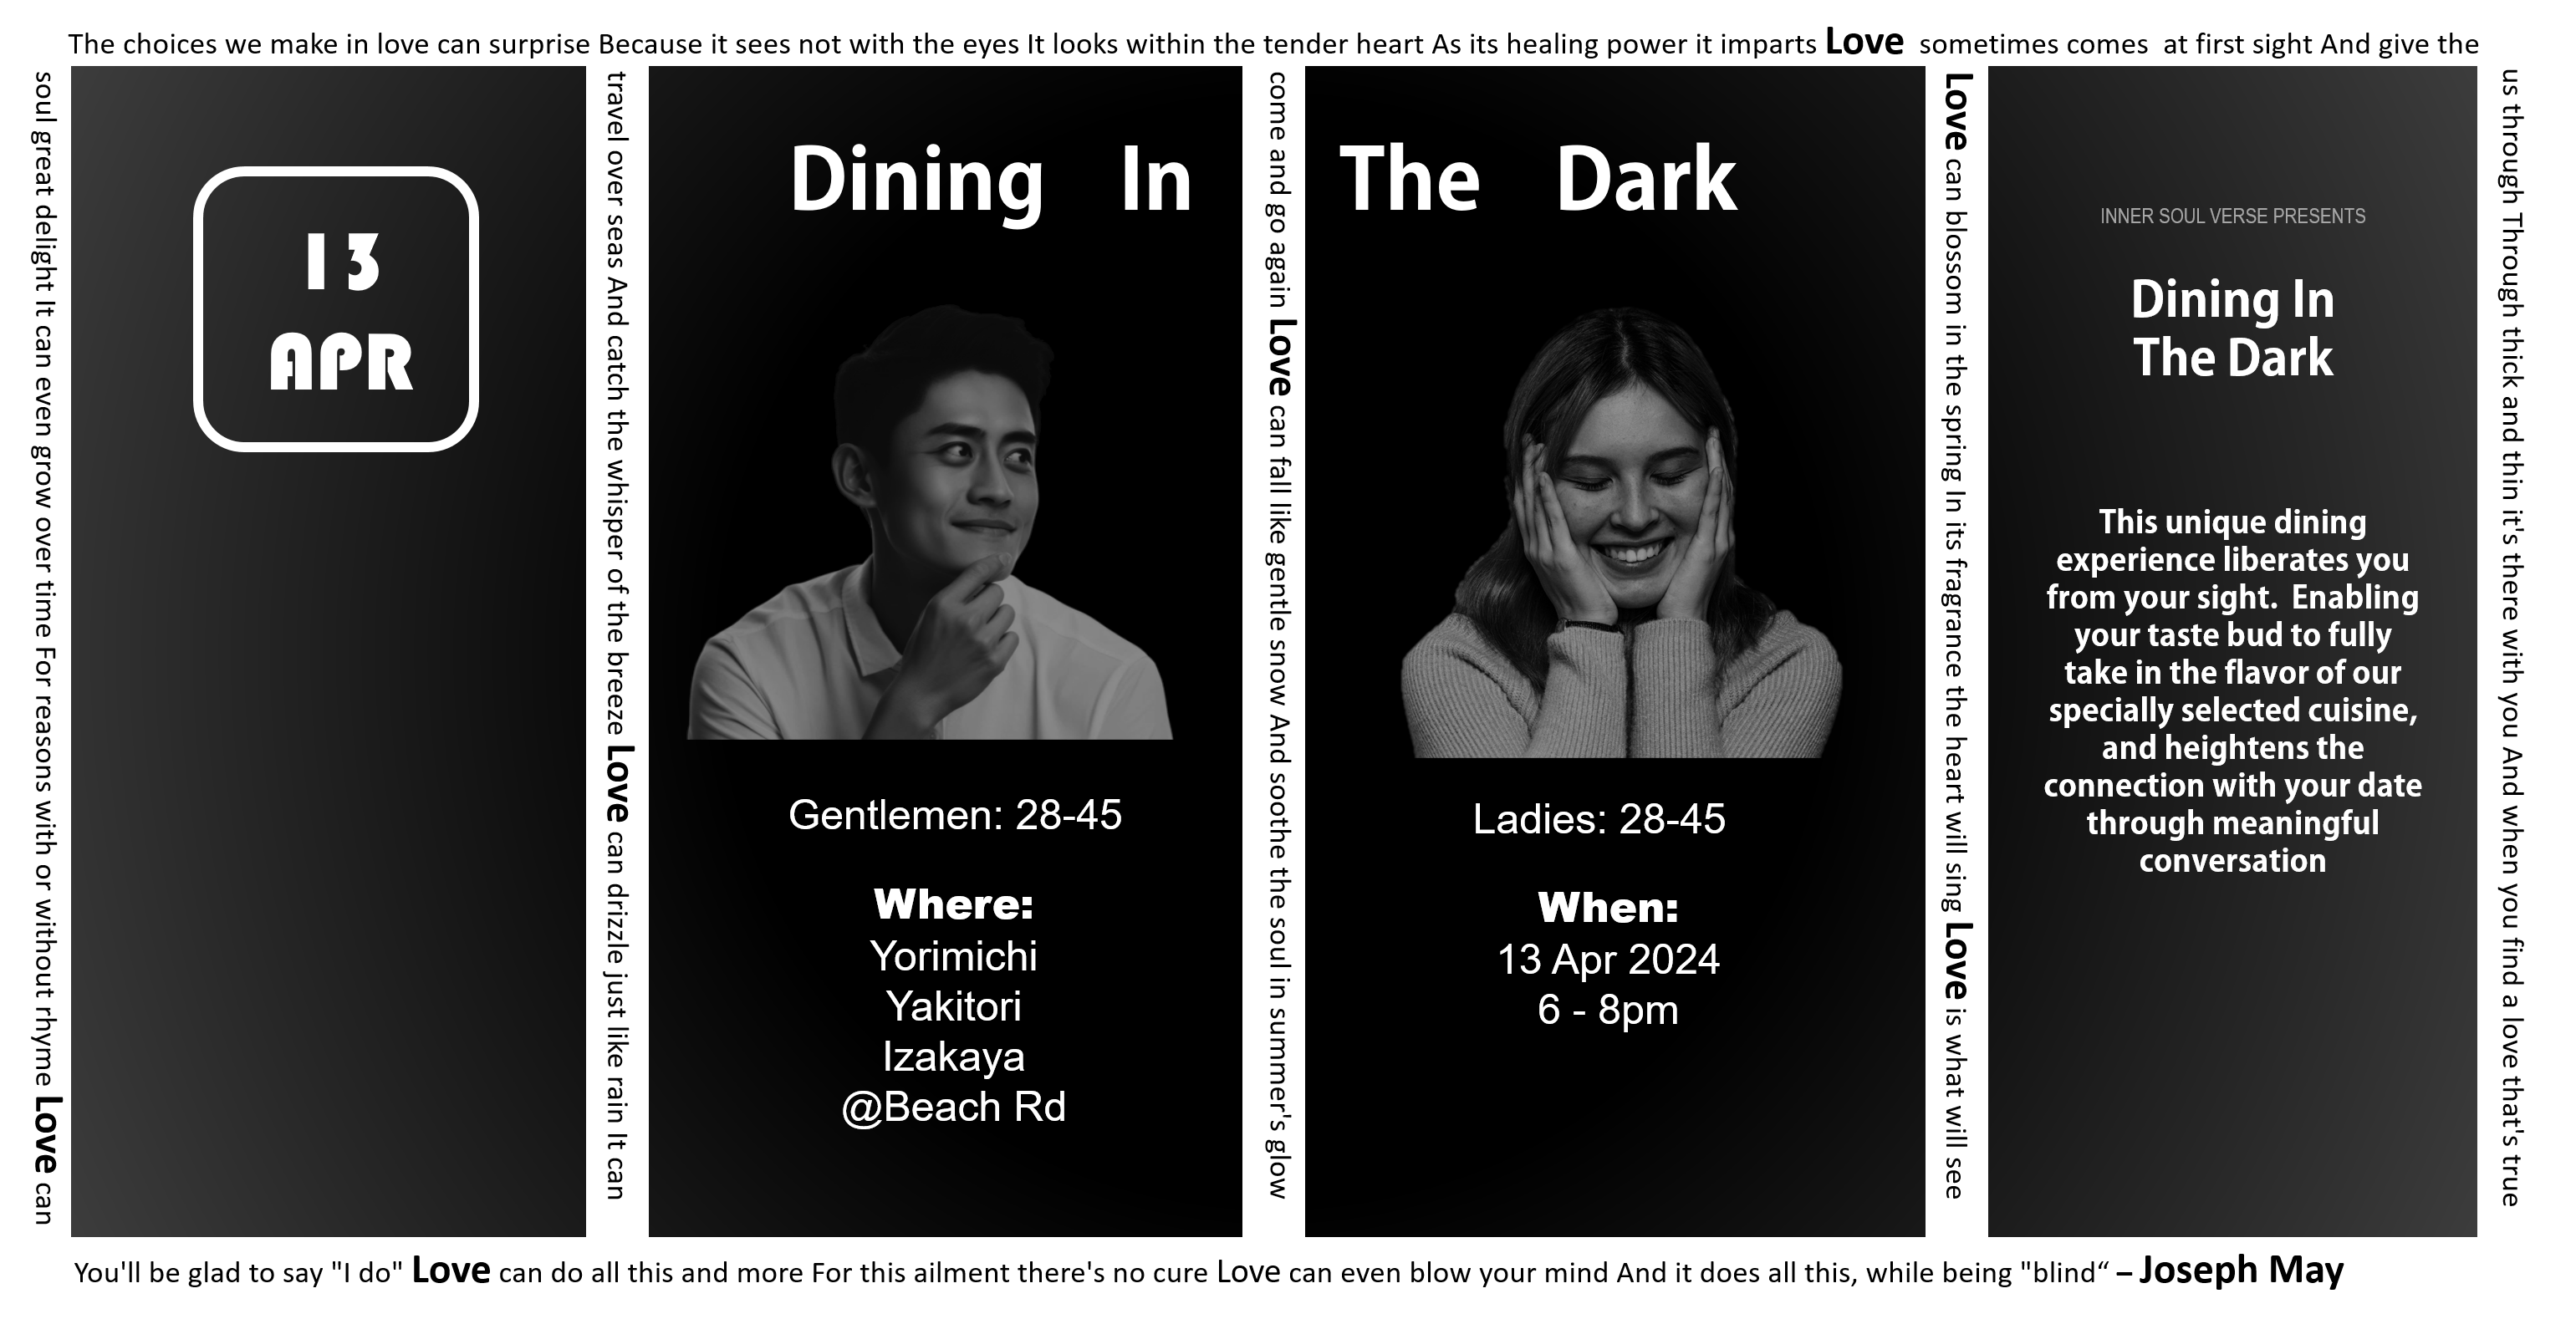 The choices we make in love can surprise Because it sees not with the eyes It looks within the tender heart As its healing power it imparts Love sometimes comes at first sight And give the
soul great delight It can even grow over time For reasons with or without rhyme Love can
13
APR
travel over seas And catch the whisper of the breeze Love can drizzle just like rain It can
Dining In
Gentlemen: 28-45
Where:
Yorimichi
Yakitori
Izakaya
@Beach Rd
come and go again Love can fall like gentle snow And soothe the soul in summer's glow
The Dark
Ladies: 28-45
When:
13 Apr 2024
6 - 8pm
Love can blossom in the spring In its fragrance the heart will sing Love is what will see
INNER SOUL VERSE PRESENTS
Dining In
The Dark
This unique dining
experience liberates you
from your sight. Enabling
your taste bud to fully
take in the flavor of our
specially selected cuisine,
and heightens the
connection with your date
through meaningful
conversation
us through Through thick and thin it's there with you And when you find a love that's true
You'll be glad to say "I do" Love can do all this and more For this ailment there's no cure Love can even blow your mind And it does all this, while being "blind“ – Joseph May